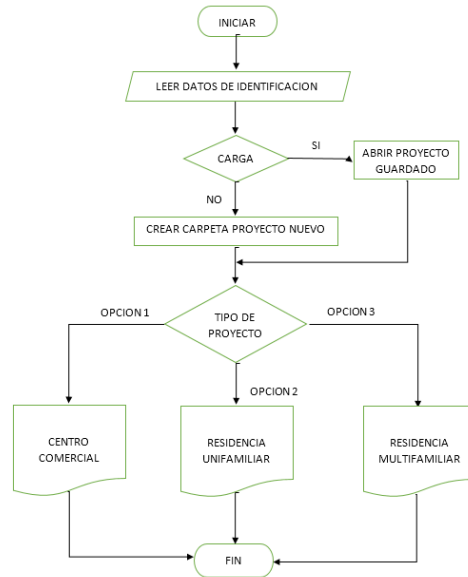 INICIAR
LEER DATOS DE IDENTIFICACION
CARGA
SI
ABRIR PROYECTO
GUARDADO
NO
CREAR CARPETA PROYECTO NUEVO
OPCION 1
TIPO DE
PROYECTO
OPCION 3
OPCION 2
CENTRO
COMERCIAL
RESIDENCIA
UNIFAMILIAR
RESIDENCIA
MULTIFAMILIAR
FIN